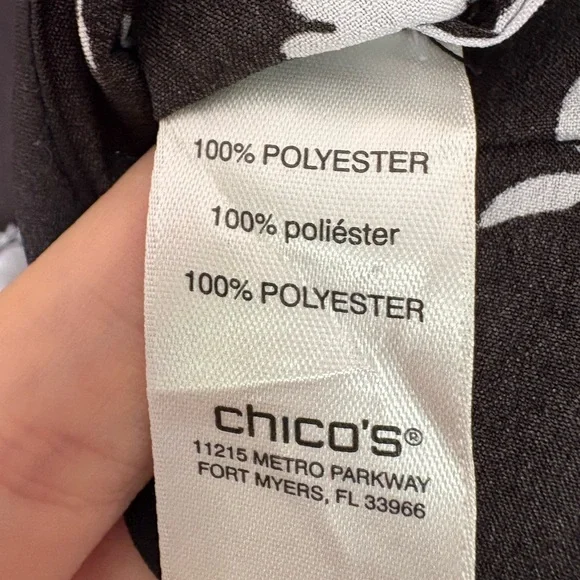 100% POLYESTER
100% poliéster
100% POLYESTER
chico's®
11215 METRO PARKWAY
FORT MYERS, FL 33966